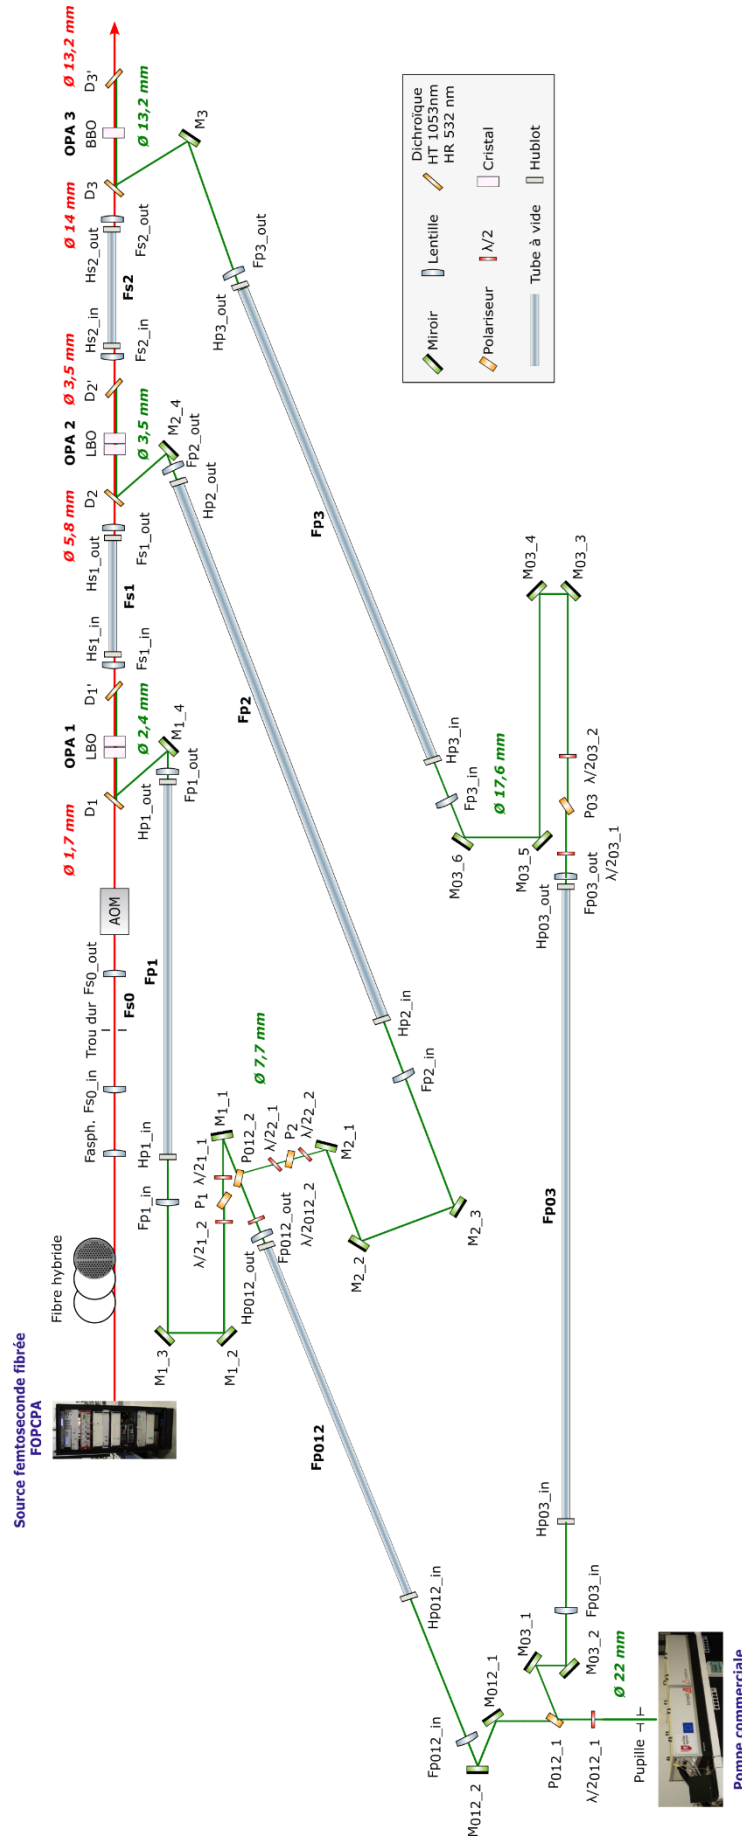 Source femtoseconde fibrée
FOPCPA
Fibre hybride
Fasph.
Fs0_in
Trou dur
Fs0_out
Fs0
AOM
Ø 1,7 mm
D1
OPA 1
LBO
D1'
Ø 2,4 mm
M1_4
Hs1_in
Fs1_in
Fs1
Hs1_out
Fs1_out
Ø 5,8 mm
D2
OPA 2
LBO
D2'
Ø 3,5 mm
Ø 3,5 mm
M2_4
Hs2_in
Fs2_in
Fs2
Hs2_out
Fs2_out
Ø 14 mm
D3
OPA 3
BBO
D3'
Ø 13,2 mm
Ø 13,2 mm
M3
M1_3
M1_2
Fp1_in
Hp1_in
Fp1
Hp1_out
Fp1_out
λ/21_2
P1
λ/21_1
M1_1
P012_2
Ø 7,7 mm
λ/22_1
P2
λ/22_2
M2_1
M2_2
M2_3
Hp012_out
Fp012_out
λ/2012_2
Fp012
Hp012_in
Fp012_in
M012_2
M012_1
Fp2_in
Hp2_in
Fp2
Hp2_out
Fp2_out
P012_1
λ/2012_1
Pupille
Ø 22 mm
Pompe commerciale
M03_1
M03_2
Fp03_in
Hp03_in
Fp03
Hp03_out
Fp03_out
λ/203_1
P03
λ/203_2
M03_3
M03_4
M03_5
M03_6
Ø 17,6 mm
Fp3_in
Hp3_in
Fp3
Hp3_out
Fp3_out
Miroir
Lentille
Dichroïque
HT 1053nm
HR 532 nm
Polariseur
λ/2
Cristal
Tube à vide
Hublot